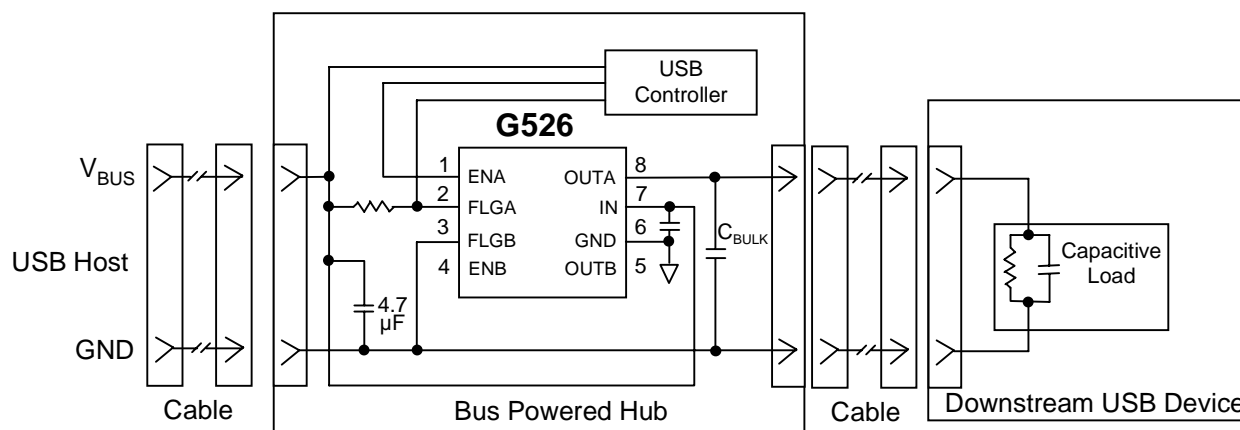 USB
Controller
G526
V BUS
1
ENA
OUTA
8
2
FLGA
IN
7
3
FLGB
GND
6
4
ENB
OUTB
5
C BULK
USB Host
4.7
µF
GND
Capacitive
Load
Cable
Bus Powered Hub
Cable
Downstream USB Device